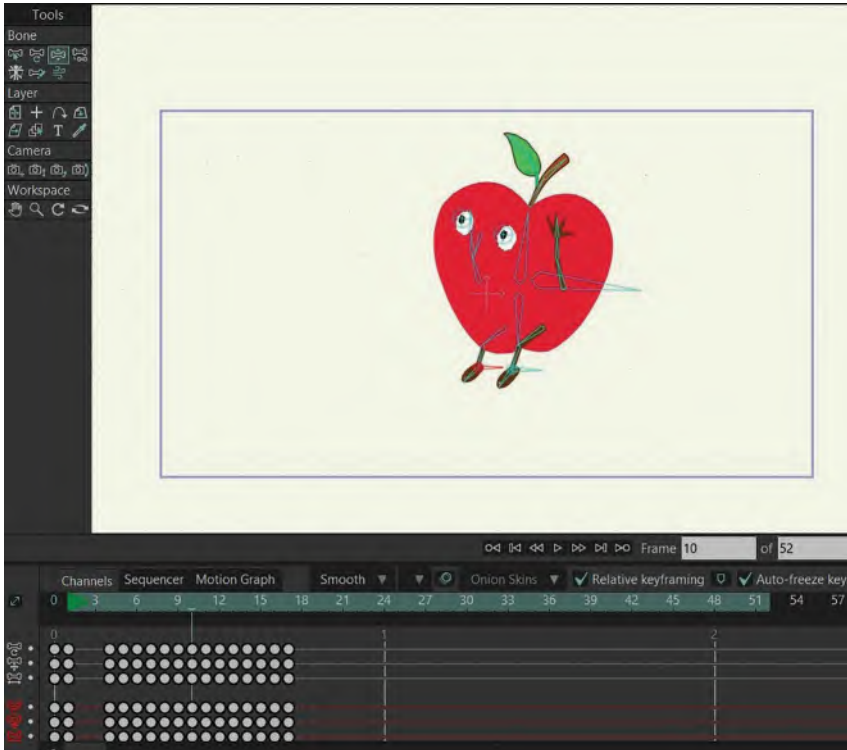 Tools
Bone
Layer
T
Camera
Workspace
Frame 10 of 52
Channels Sequencer Motion Graph Smooth Onion Skins Relative keyframing Auto-freeze key
0 3 6 9 12 15 18 21 24 27 30 33 36 39 42 45 48 51 54 57
0 1 2